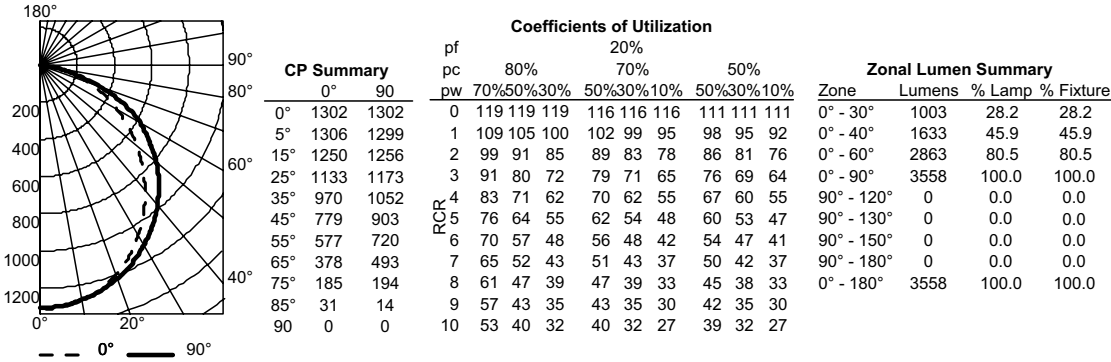 180°
90°
80°
60°
40°
20°
0°
200
400
600
800
1000
1200
0° 90°
CP Summary
0° 90
0° 1302 1302
5° 1306 1299
15° 1250 1256
25° 1133 1173
35° 970 1052
45° 779 903
55° 577 720
65° 378 493
75° 185 194
85° 31 14
90 0 0
Coefficients of Utilization
pf 20%
pc 80% 70% 50%
pw 70%50%30% 50%30%10% 50%30%10%
RCR
0 119 119 119 116 116 116 111 111 111
1 109 105 100 102 99 95 98 95 92
2 99 91 85 89 83 78 86 81 76
3 91 80 72 79 71 65 76 69 64
4 83 71 62 70 62 55 67 60 55
5 76 64 55 62 54 48 60 53 47
6 70 57 48 56 48 42 54 47 41
7 65 52 43 51 43 37 50 42 37
8 61 47 39 47 39 33 45 38 33
9 57 43 35 43 35 30 42 35 30
10 53 40 32 40 32 27 39 32 27
Zonal Lumen Summary
Zone Lumens % Lamp % Fixture
0° - 30° 1003 28.2 28.2
0° - 40° 1633 45.9 45.9
0° - 60° 2863 80.5 80.5
0° - 90° 3558 100.0 100.0
90° - 120° 0 0.0 0.0
90° - 130° 0 0.0 0.0
90° - 150° 0 0.0 0.0
90° - 180° 0 0.0 0.0
0° - 180° 3558 100.0 100.0